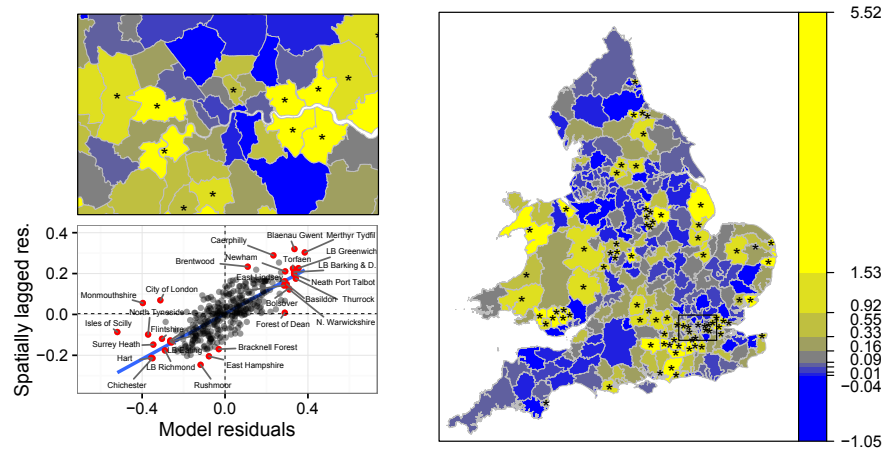 Spatially lagged res.
0.4
0.2
0.0
−0.2
Caerphilly
Blaenau Gwent
Merthyr Tydfil
Torfaen
LB Greenwich
Brentwood
Newham
LB Barking & D.
East Lindsey
Neath Port Talbot
City of London
Monmouthshire
Bolsover
Basildon
Thurrock
North Tyneside
Isles of Scilly
Flintshire
Forest of Dean
N. Warwickshire
Surrey Heath
LB Ealing
Bracknell Forest
Hart
LB Richmond
East Hampshire
Chichester
Rushmoor
−0.4
0.0
0.4
Model residuals
5.52
1.53
0.92
0.55
0.33
0.16
0.09
0.01
−0.04
−1.05